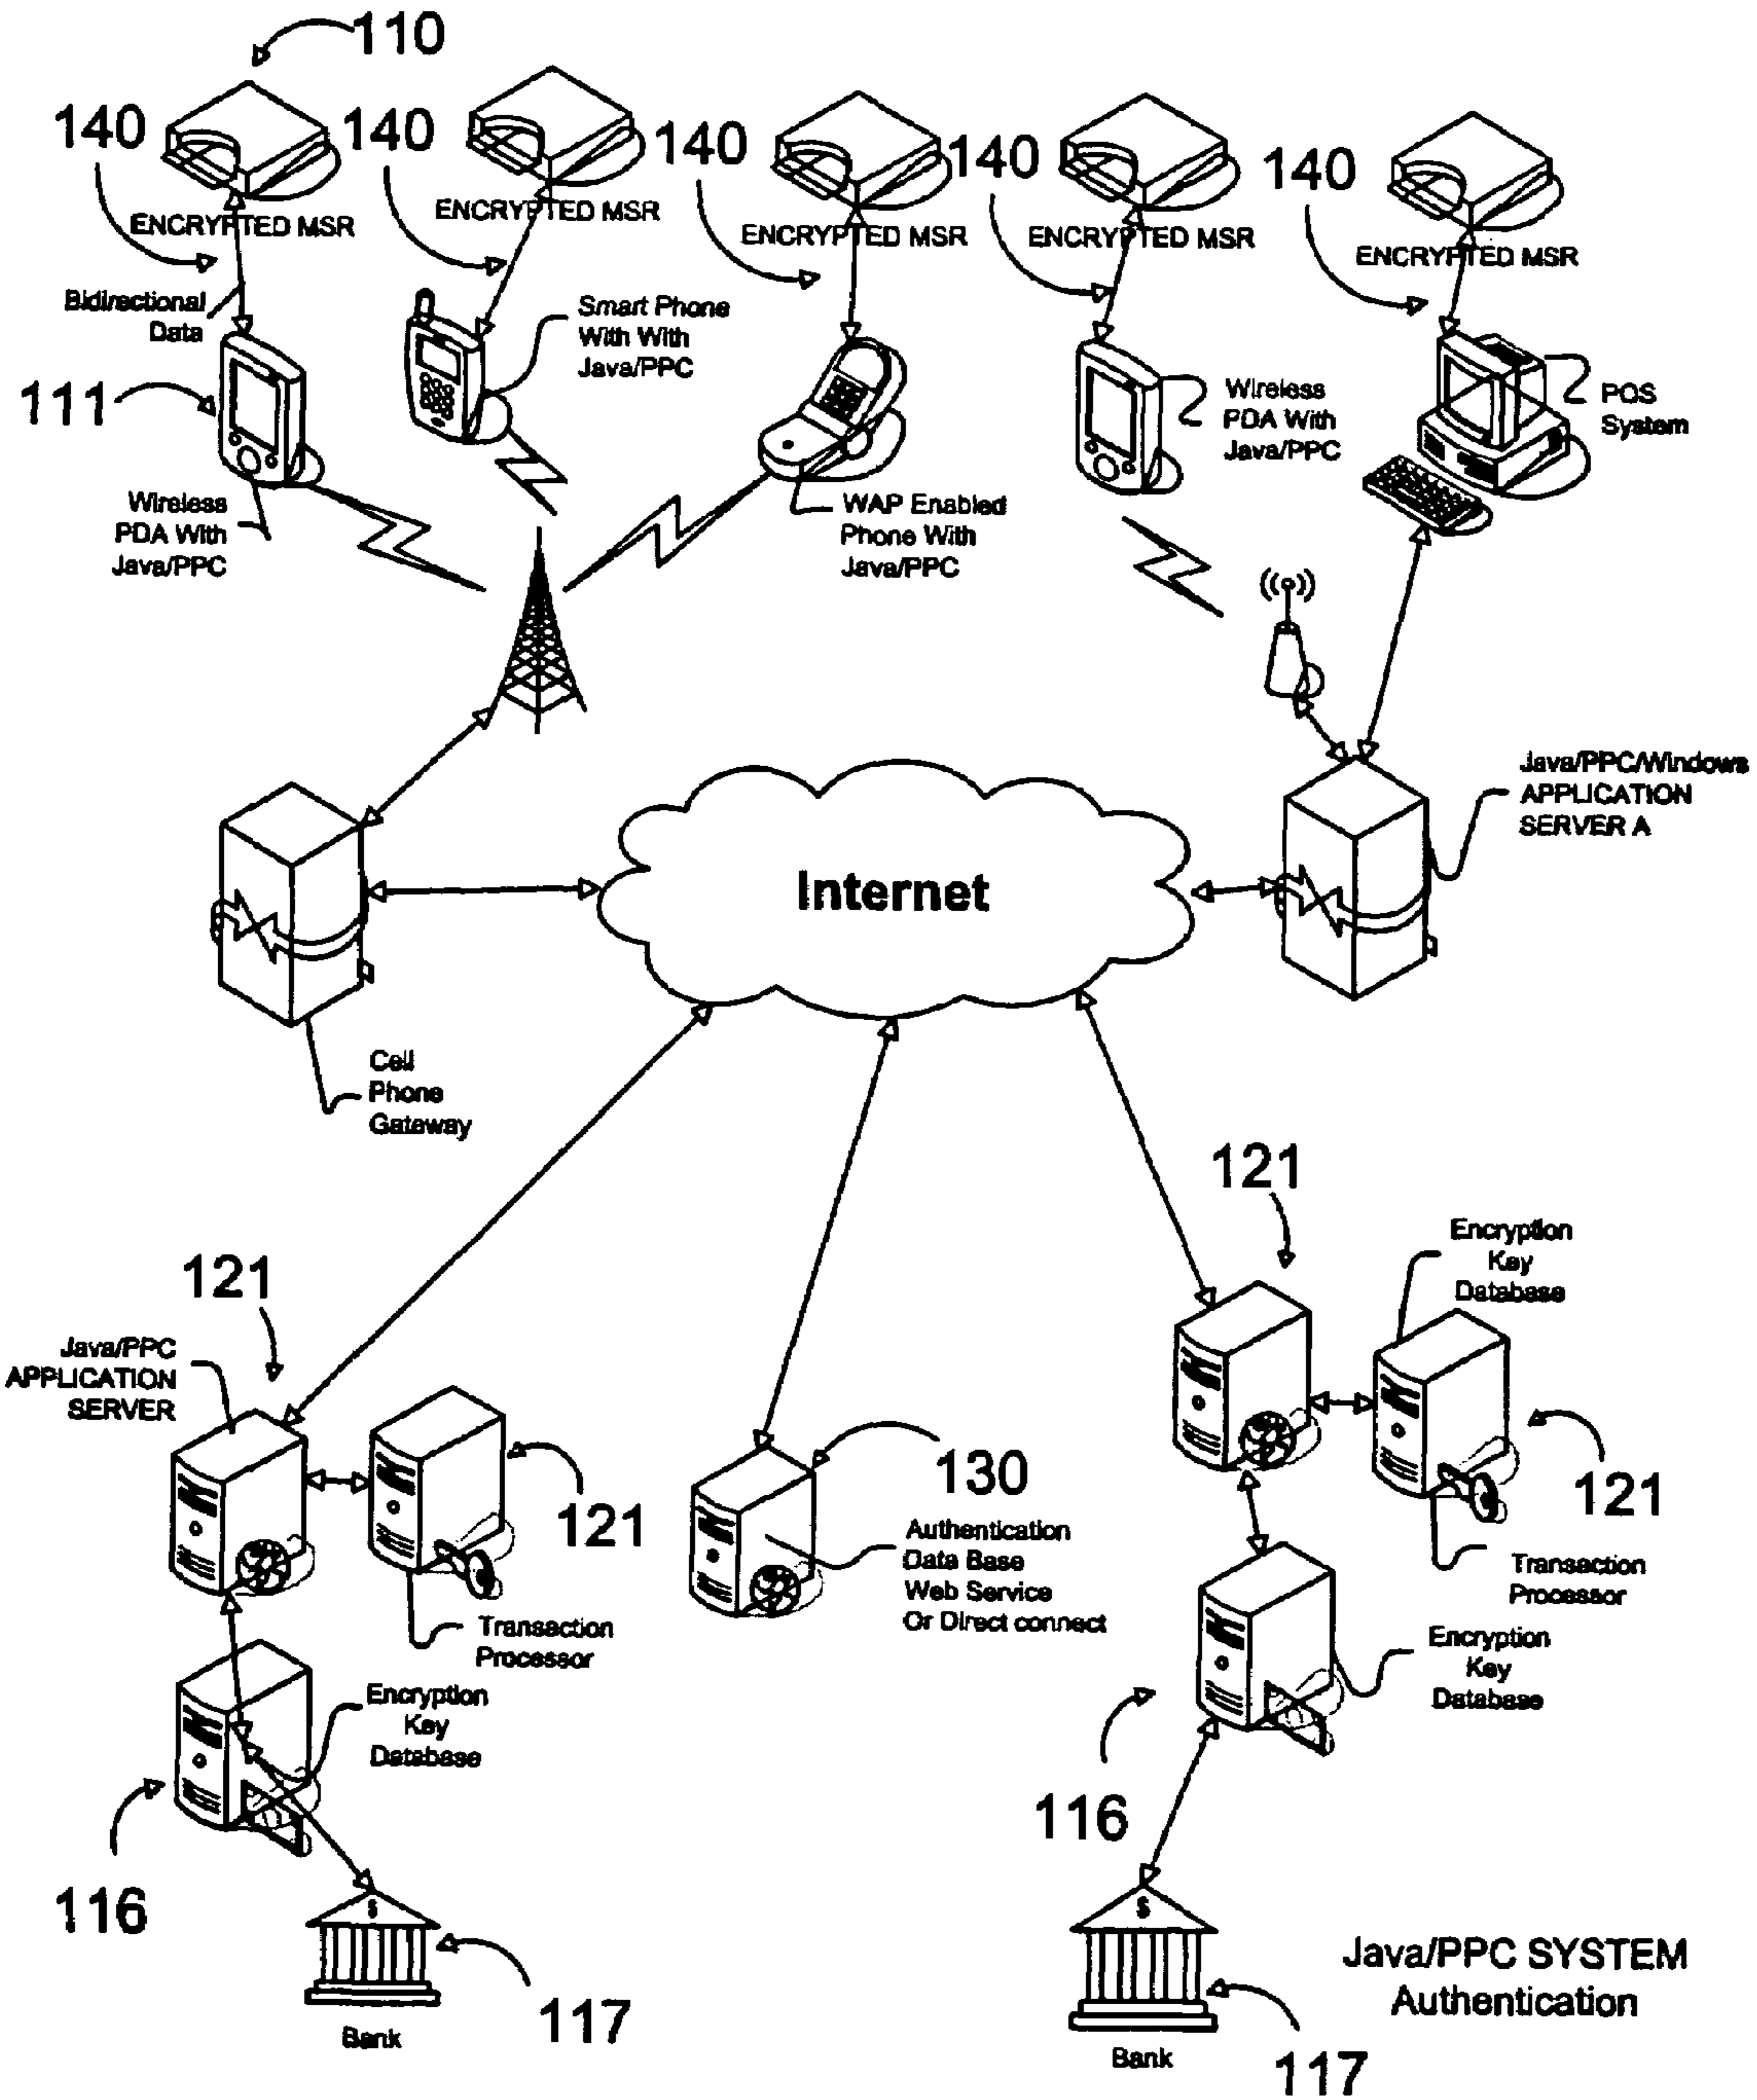 110
140
140
140
140
140
ENCRYPTED MSR
ENCRYPTED MSR
ENCRYPTED MSR
ENCRYPTED MSR
ENCRYPTED MSR
Bidirectional
Data
Smart Phone
With With
Java/PPC
111
Wireless
PDA With
Java/PPC
POS
System
Wireless
PDA With
Java/PPC
WAP Enabled
Phone With
Java/PPC
Java/PPC/Windows
APPLICATION
SERVER A
Internet
Cell
Phone
Gateway
121
Encryption
Key
Database
121
Java/PPC
APPLICATION
SERVER
121
130
121
Authentication
Data Base
Web Service
Or Direct connect
Transaction
Processor
Transaction
Processor
Encryption
Key
Database
Encryption
Key
Database
116
116
117
Bank
Java/PPC SYSTEM
Authentication
Bank
117